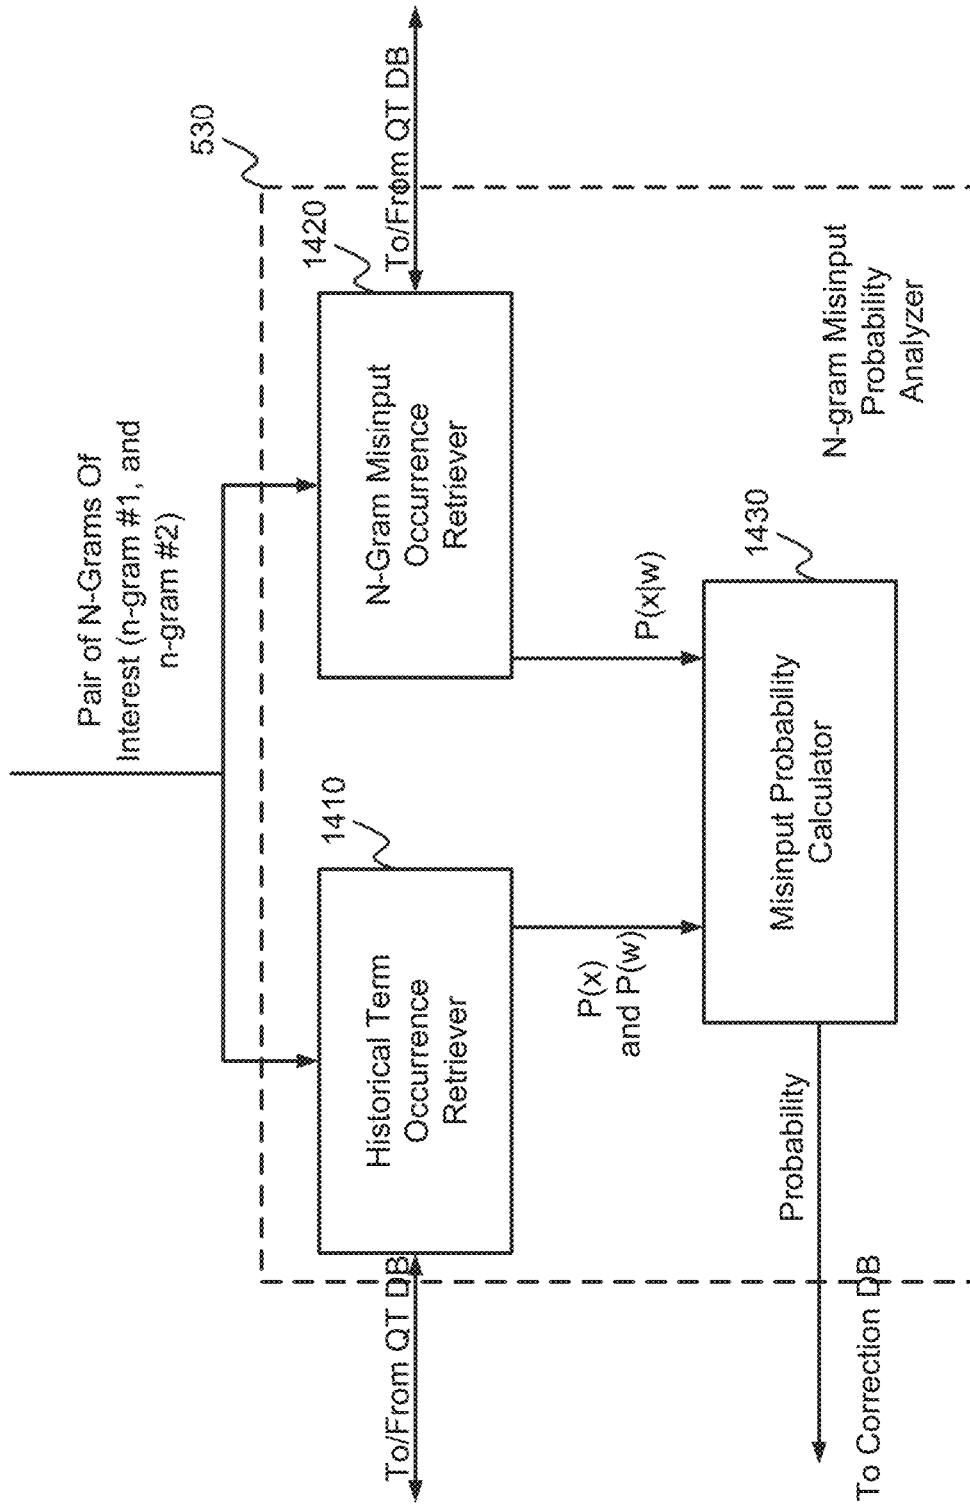 Pair of N-Grams Of
Interest (n-gram #1, and
n-gram #2)
530
1410
1420
To/From QT DB
Historical Term
Occurrence
Retriever
N-Gram Misinput
Occurrence
Retriever
To/From QT DB
P(x)
and P(w)
P(x|w)
1430
Misinput Probability
Calculator
Probability
To Correction DB
N-gram Misinput
Probability
Analyzer